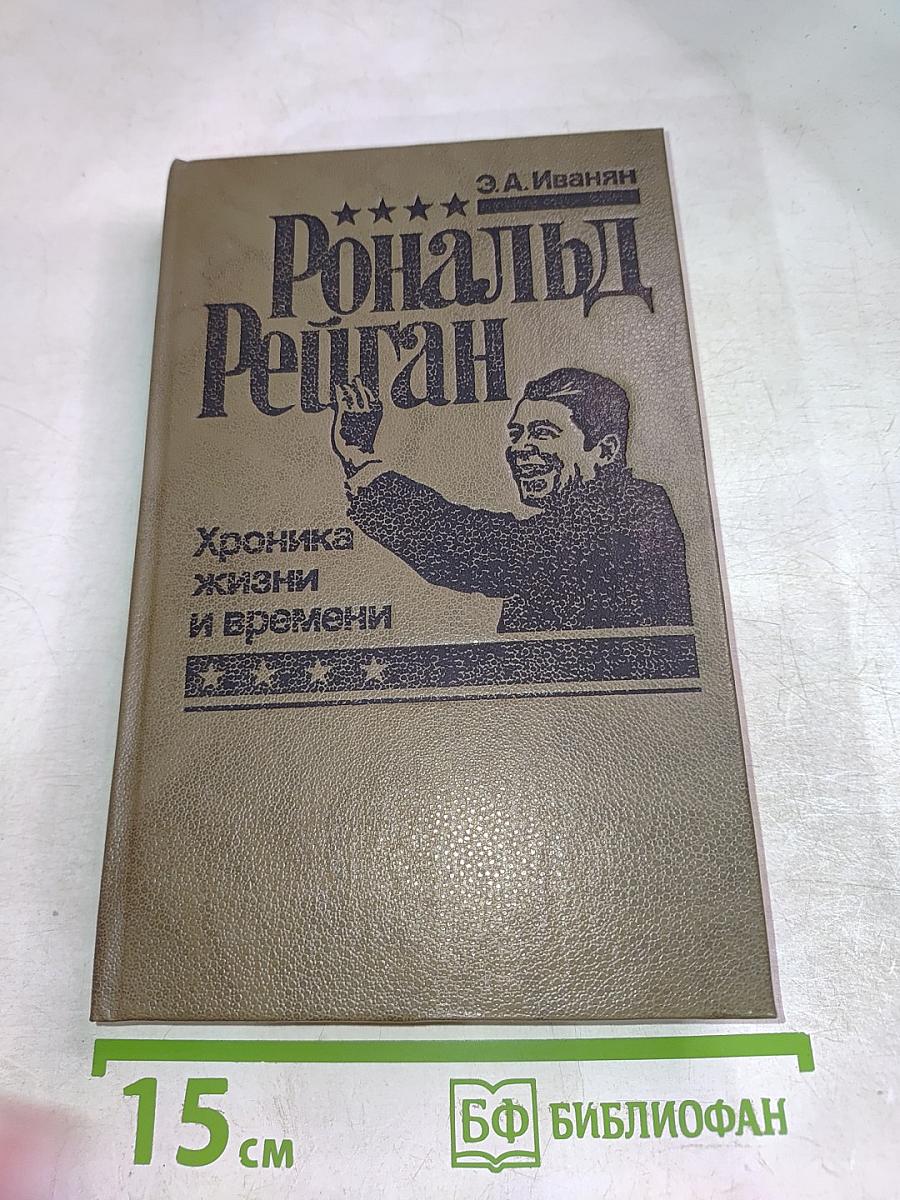 Э.А.Иванян
Рональд
Рейган
Хроника
жизни
и времени
15 см
БФ БИБЛИОФАН